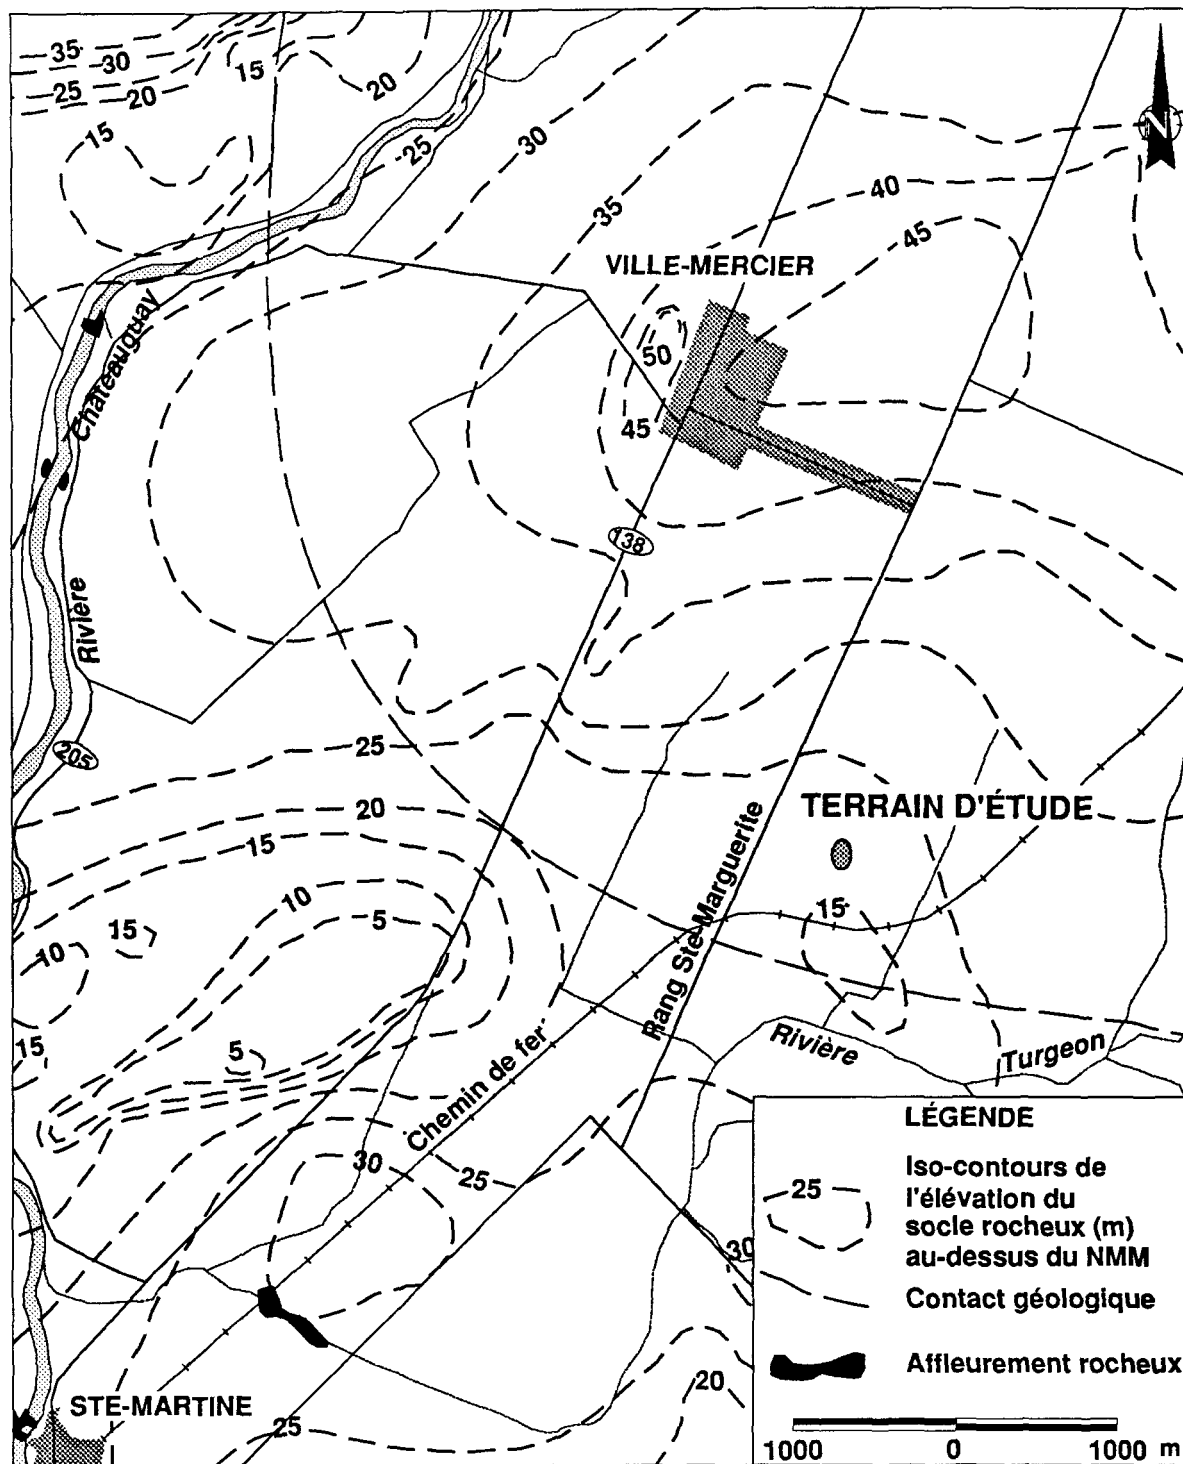 35
30
25
20
15
15
20
15
25
30
35
40
45
N
VILLE-MERCIER
50
45
Châteauguay
Rivière
138
205
25
20
15
10
5
15
10
15
5
TERRAIN D'ÉTUDE
15
Rang Ste-Marguerite
Chemin de fer
Rivière
Turgeon
30
25
30
20
25
STE-MARTINE
LÉGENDE
25
Iso-contours de
l'élévation du
socle rocheux (m)
au-dessus du NMM
Contact géologique
Affleurement rocheux
1000 0 1000 m